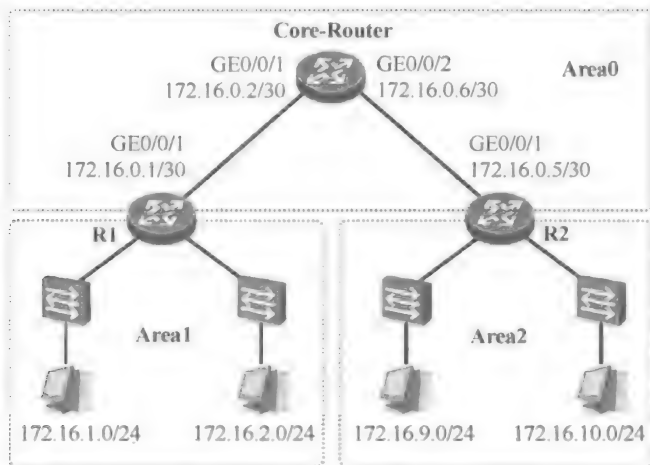 Core-Router
GE0/0/1
172.16.0.2/30
GE0/0/2
172.16.0.6/30
Area0
GE0/0/1
172.16.0.1/30
GE0/0/1
172.16.0.5/30
R1
R2
Area1
Area2
172.16.1.0/24
172.16.2.0/24
172.16.9.0/24
172.16.10.0/24